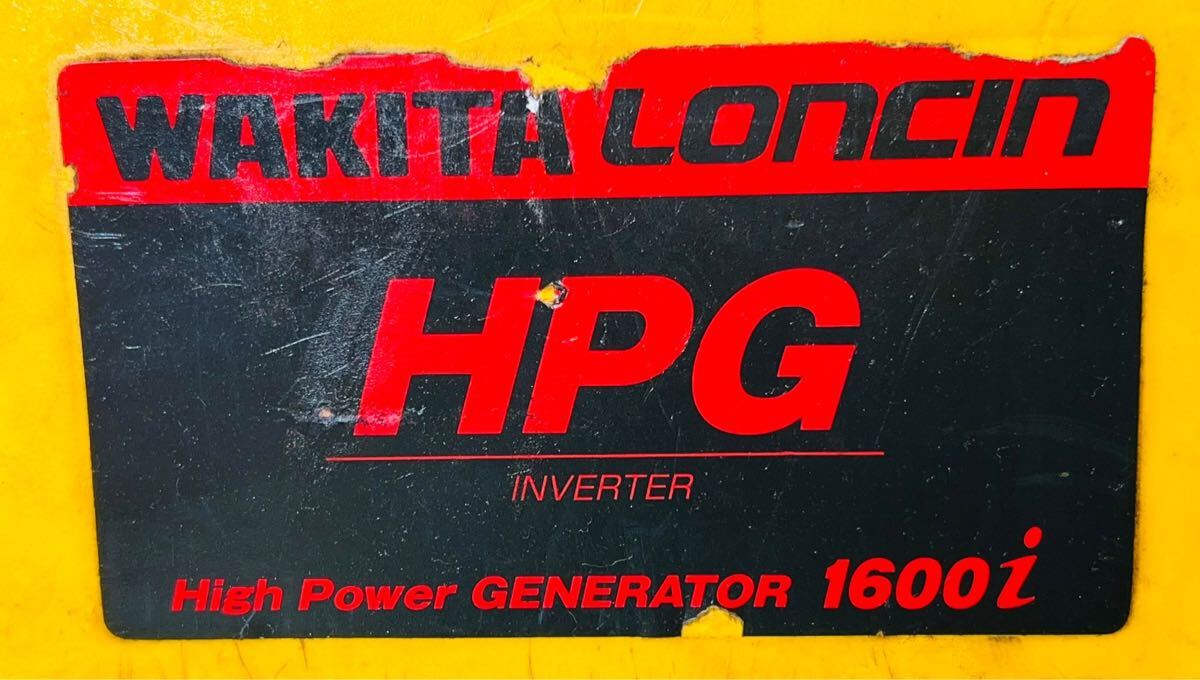 WAKITA LONCIN
HPG
INVERTER
High Power GENERATOR 1600i